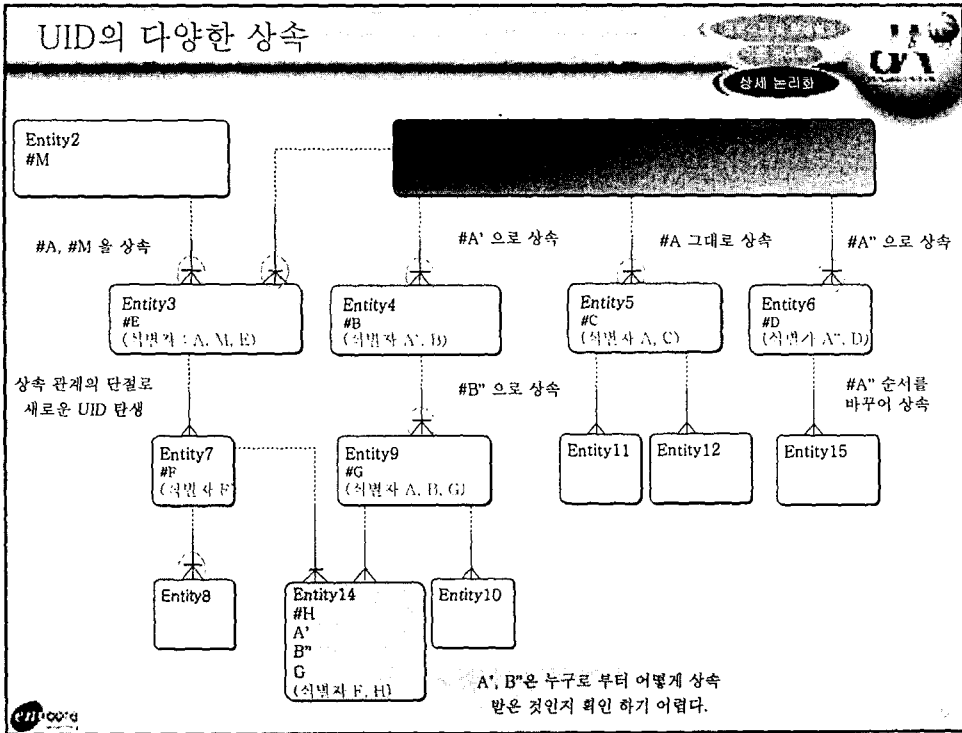 UID의 다양한 상속
상세 논리화
Entity2
#M
#A, #M 을 상속
#A' 으로 상속
#A 그대로 상속
#A" 으로 상속
Entity3
#E
(식별자 : A, M, E)
Entity4
#B
(식별자 A', B)
Entity5
#C
(식별자 A, C)
Entity6
#D
(식별자 A", D)
상속 관계의 단절로
새로운 UID 탄생
#B" 으로 상속
#A" 순서를
바꾸어 상속
Entity7
#F
(식별자 F)
Entity9
#G
(식별자 A, B, G)
Entity11
Entity12
Entity15
Entity8
Entity14
#H
A'
B"
G
(식별자 F, H)
Entity10
A', B"은 누구로 부터 어떻게 상속
받은 것인지 확인 하기 어렵다.